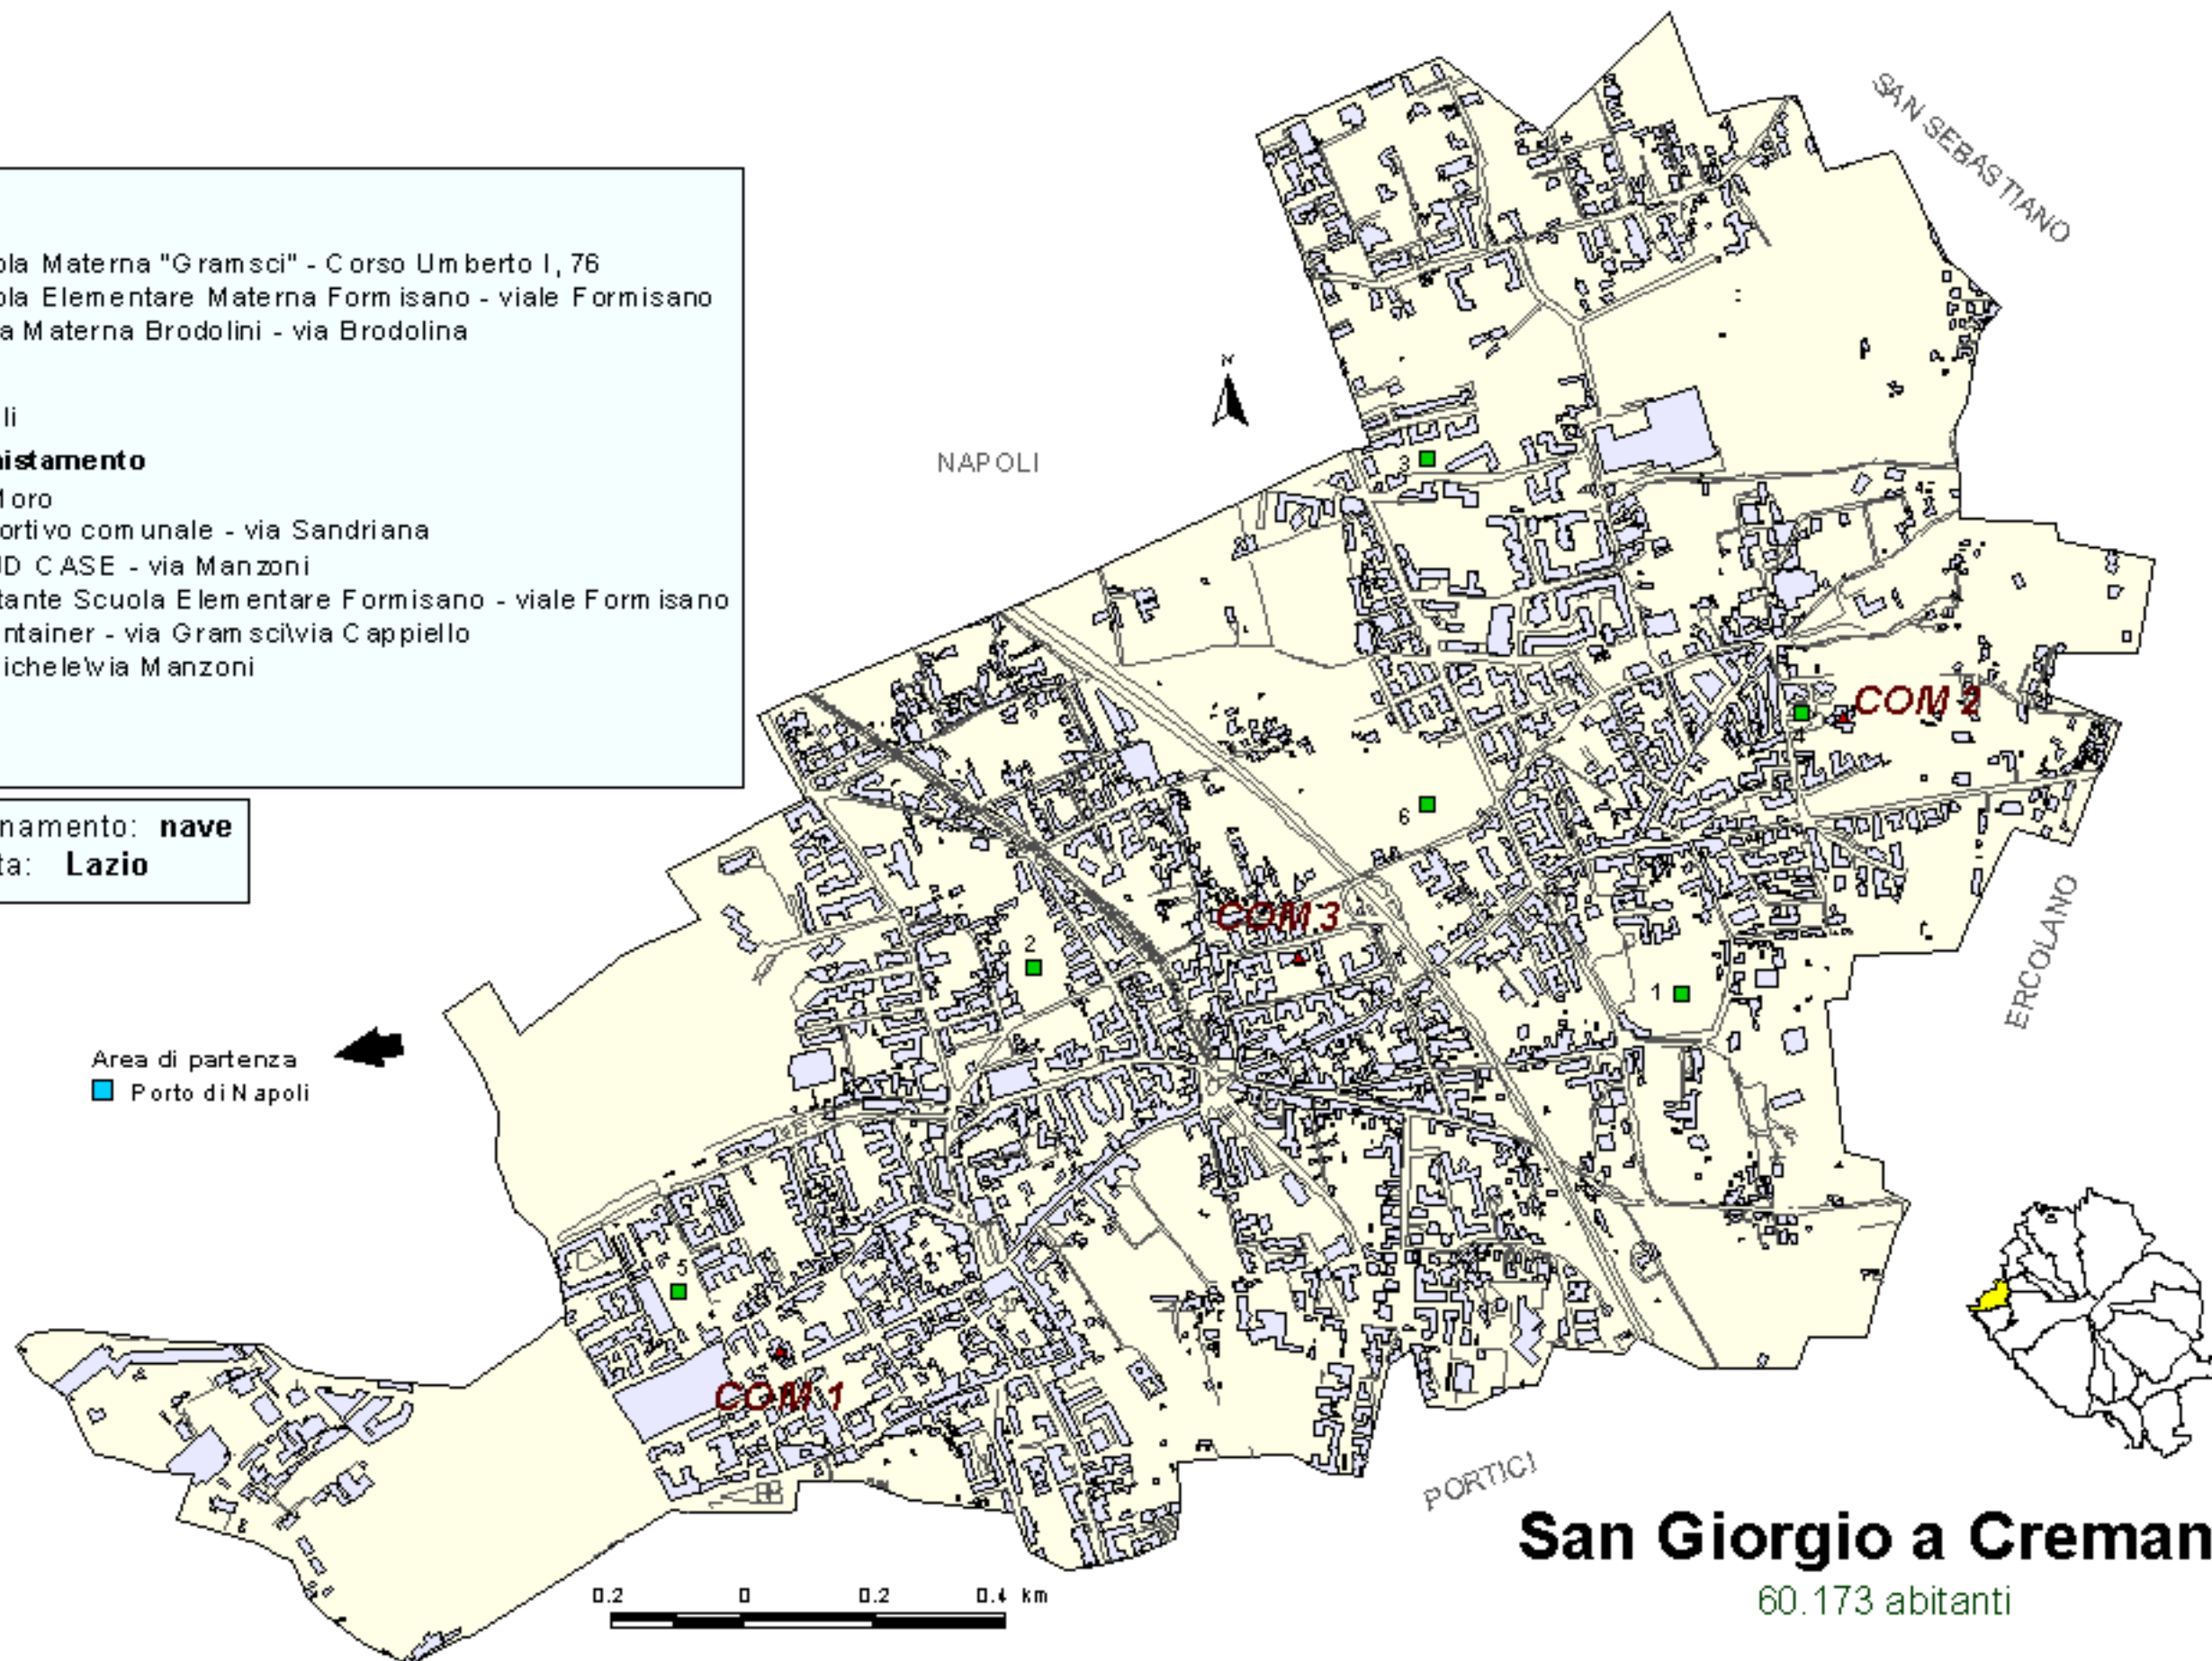 ola Materna "Gramsci" - Corso Umberto I, 76
ola Elementare Materna Formisano - viale Formisano
a Materna Brodolini - via Brodolina
li
istamento
Moro
ortivo comunale - via Sandriana
UD CASE - via Manzoni
tante Scuola Elementare Formisano - viale Formisano
ntainer - via Gramsci\via Cappiello
ichele\via Manzoni
namento: nave
ta: Lazio
SAN SEBASTIANO
N
NAPOLI
3
COM 2
4
6
COM 3
2
1
ERCOLANO
Area di partenza
Porto di Napoli
5
COM 1
PORTICI
San Giorgio a Creman
60.173 abitanti
0.2 0 0.2 0.4 km